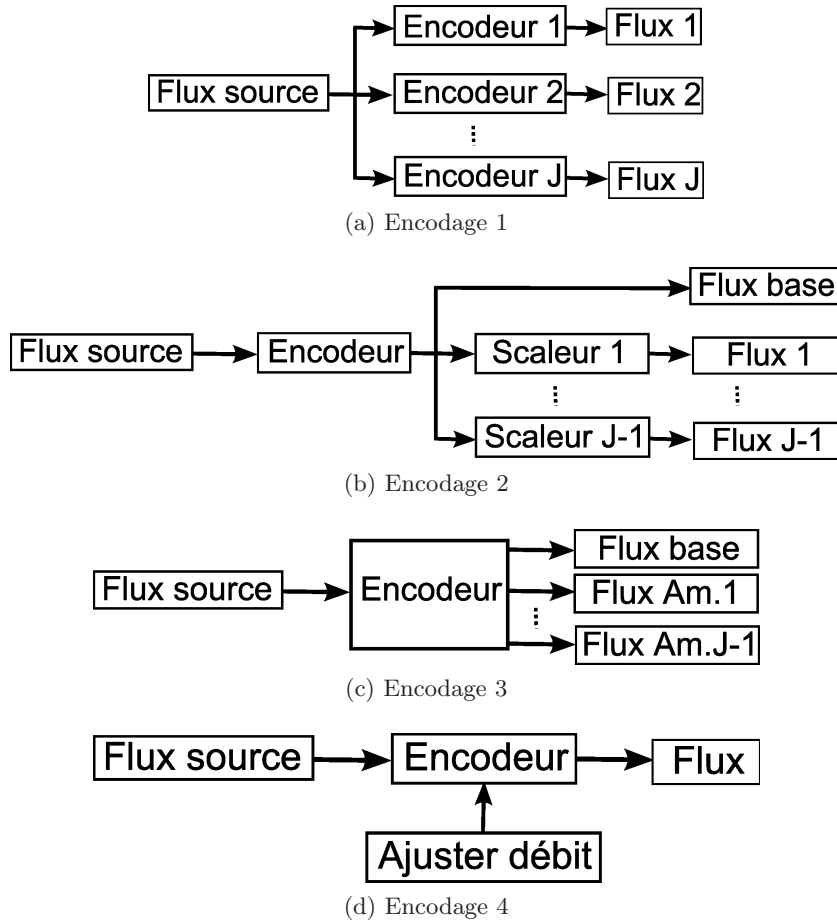 Encodeur 1
Flux 1
Flux source
Encodeur 2
Flux 2
Encodeur J
Flux J
(a) Encodage 1
Flux base
Flux source
Encodeur
Scaleur 1
Flux 1
Scaleur J-1
Flux J-1
(b) Encodage 2
Flux base
Flux source
Encodeur
Flux Am.1
Flux Am.J-1
(c) Encodage 3
Flux source
Encodeur
Flux
Ajuster débit
(d) Encodage 4